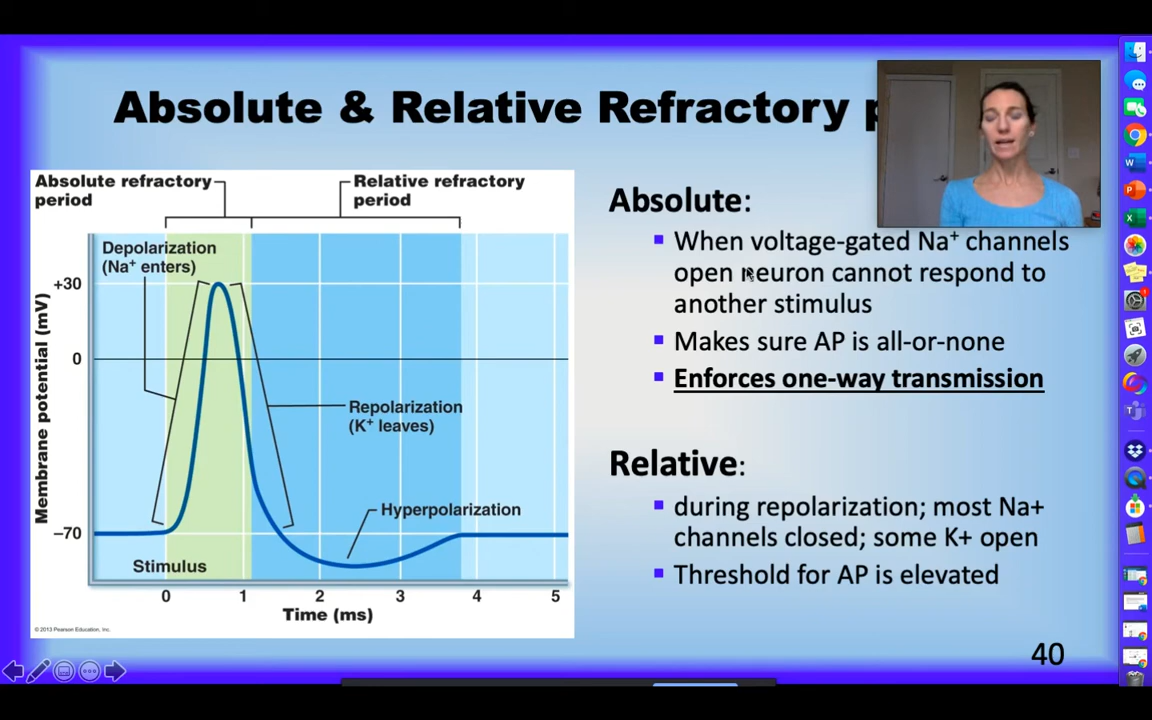 Absolute & Relative Refractory p
Absolute refractory
period
Relative refractory
period
Depolarization
(Na⁺ enters)
+30
0
–70
Membrane potential (mV)
Repolarization
(K⁺ leaves)
Hyperpolarization
Stimulus
0 1 2 3 4 5
Time (ms)
© 2013 Pearson Education, Inc.
Absolute:
When voltage-gated Na⁺ channels
open neuron cannot respond to
another stimulus
Makes sure AP is all-or-none
Enforces one-way transmission
Relative:
during repolarization; most Na+
channels closed; some K+ open
Threshold for AP is elevated
40